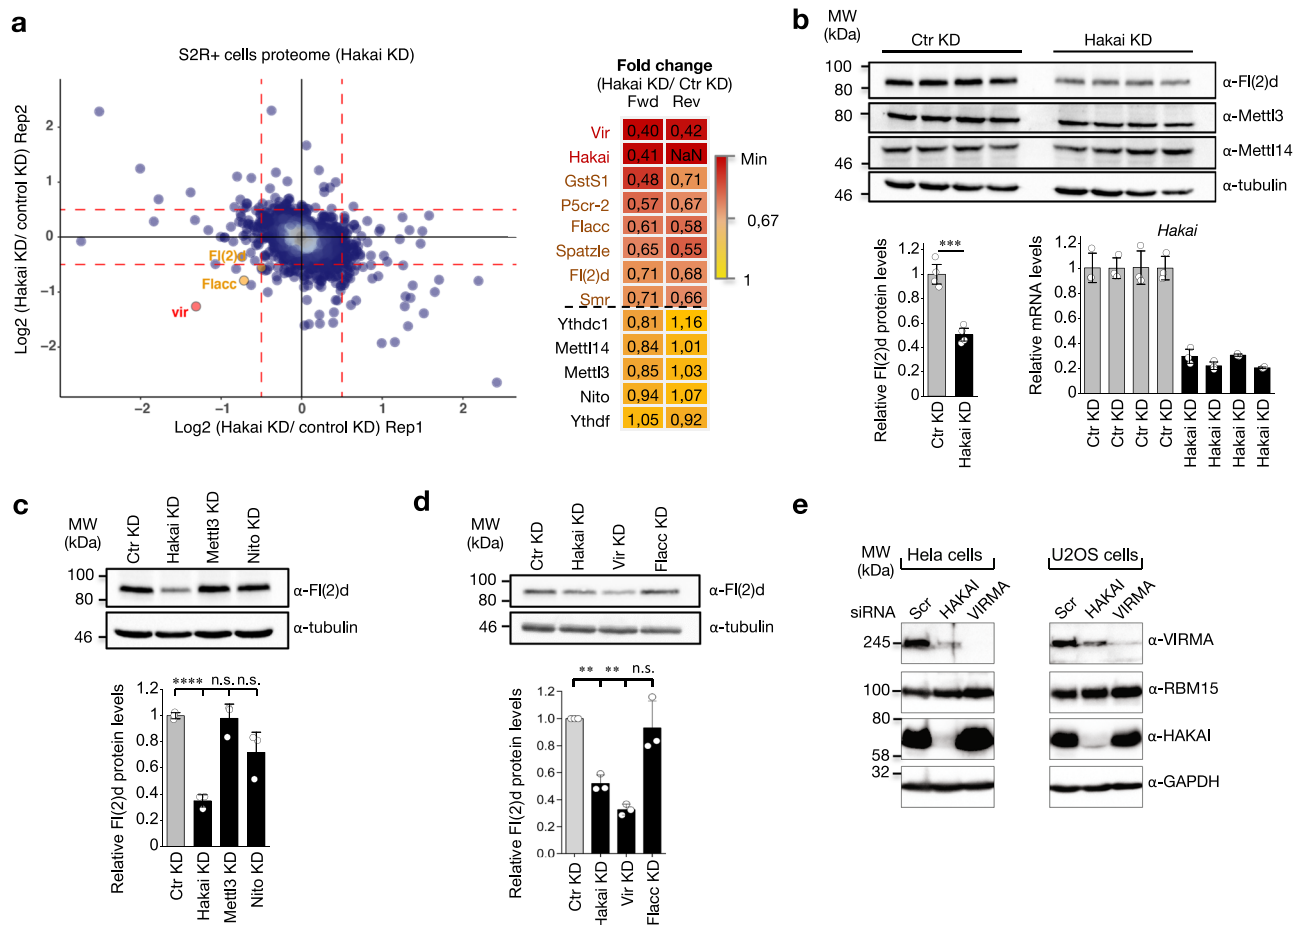 a
S2R+ cells proteome (Hakai KD)
Log2 (Hakai KD/ control KD) Rep2
2
1
0
−1
−2
Fl(2)d
Flacc
vir
−2
−1
0
1
2
Log2 (Hakai KD/ control KD) Rep1
Fold change
(Hakai KD/ Ctr KD)
Fwd Rev
Vir 0,40 0,42
Hakai 0,41 NaN
GstS1 0,48 0,71
P5cr-2 0,57 0,67
Flacc 0,61 0,58
Spatzle 0,65 0,55
Fl(2)d 0,71 0,68
Smr 0,71 0,66
Ythdc1 0,81 1,16
Mettl14 0,84 1,01
Mettl3 0,85 1,03
Nito 0,94 1,07
Ythdf 1,05 0,92
Min
0,67
1
b
MW
(kDa)
Ctr KD
Hakai KD
100
80
α-Fl(2)d
80
α-Mettl3
46
α-Mettl14
46
α-tubulin
Relative Fl(2)d protein levels
1.2
1
0.8
0.6
0.4
0.2
0
***
Ctr KD
Hakai KD
Hakai
Relative mRNA levels
1.2
1
0.8
0.6
0.4
0.2
0
Ctr KD
Ctr KD
Ctr KD
Ctr KD
Hakai KD
Hakai KD
Hakai KD
Hakai KD
c
MW
(kDa)
Ctr KD
Hakai KD
Mettl3 KD
Nito KD
100
80
α-Fl(2)d
46
α-tubulin
Relative Fl(2)d protein levels
1.2
1
0.8
0.6
0.4
0.2
0
**** n.s. n.s.
Ctr KD
Hakai KD
Mettl3 KD
Nito KD
d
MW
(kDa)
Ctr KD
Hakai KD
Vir KD
Flacc KD
100
80
α-Fl(2)d
46
α-tubulin
Relative Fl(2)d protein levels
1.2
1.0
0.8
0.6
0.4
0.2
0.0
** ** n.s.
Ctr KD
Hakai KD
Vir KD
Flacc KD
e
MW
(kDa)
Hela cells
U2OS cells
siRNA
Scr
HAKAI
VIRMA
Scr
HAKAI
VIRMA
245
α-VIRMA
100
α-RBM15
80
58
α-HAKAI
32
α-GAPDH